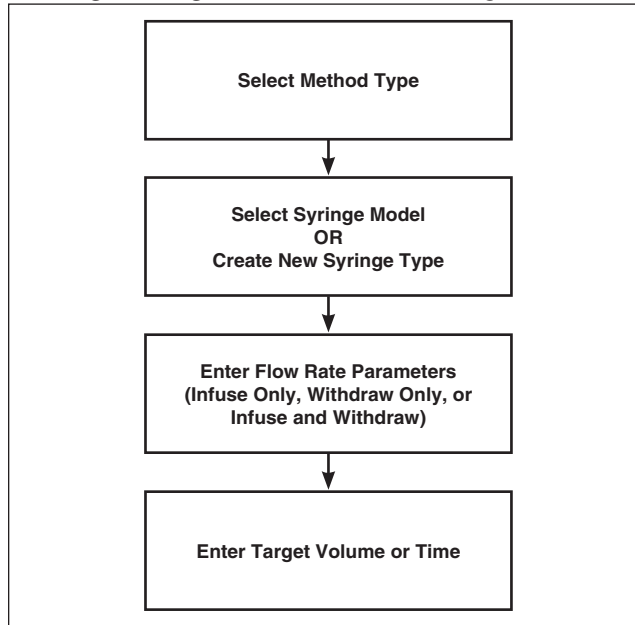 Select Method Type
Select Syringe Model
OR
Create New Syringe Type
Enter Flow Rate Parameters
(Infuse Only, Withdraw Only, or
Infuse and Withdraw)
Enter Target Volume or Time